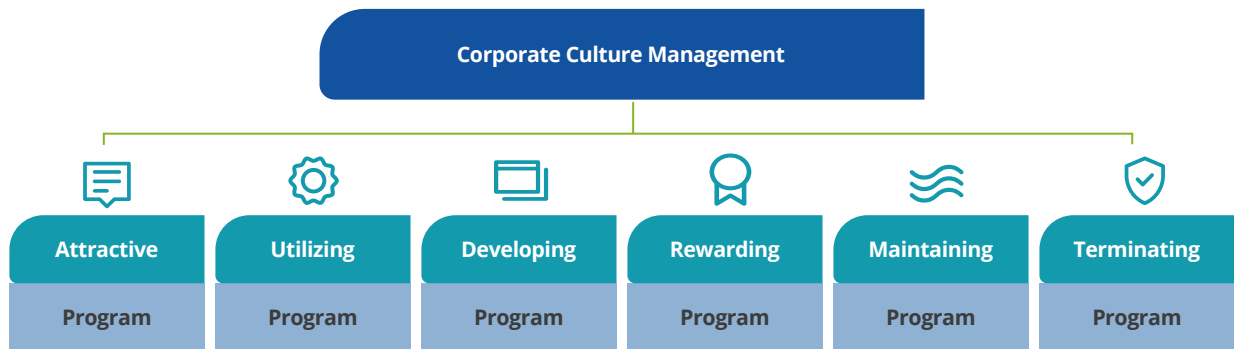 Corporate Culture Management
Attractive
Utilizing
Developing
Rewarding
Maintaining
Terminating
Program
Program
Program
Program
Program
Program